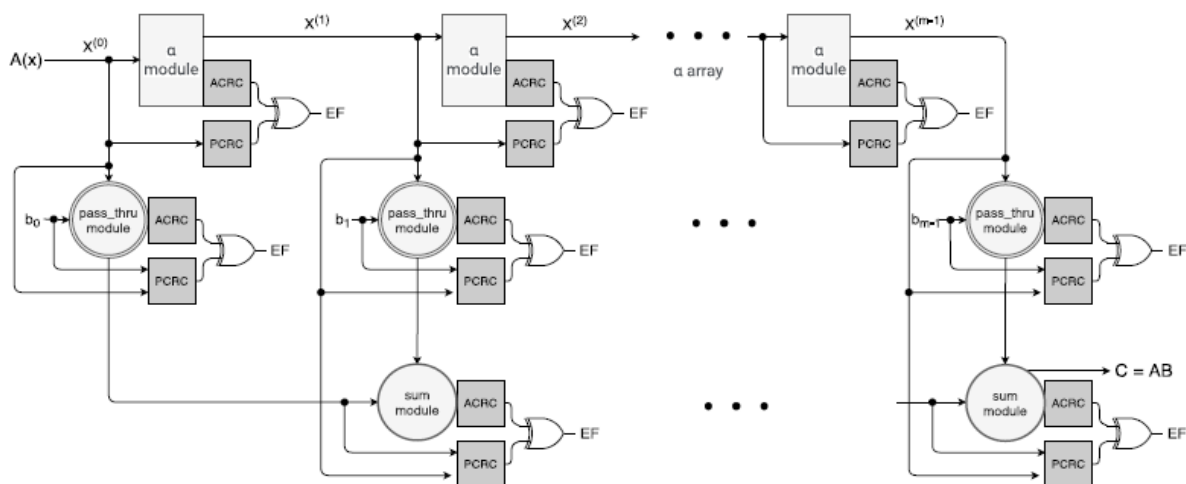 X(0)
X(1)
X(2)
X(m-1)
A(x)
α
module
α
module
α array
α
module
ACRC
EF
ACRC
EF
ACRC
EF
PCRC
PCRC
PCRC
b0
pass_thru
module
ACRC
EF
PCRC
b1
pass_thru
module
ACRC
EF
PCRC
bm-1
pass_thru
module
ACRC
EF
PCRC
sum
module
ACRC
EF
PCRC
C = AB
sum
module
ACRC
EF
PCRC